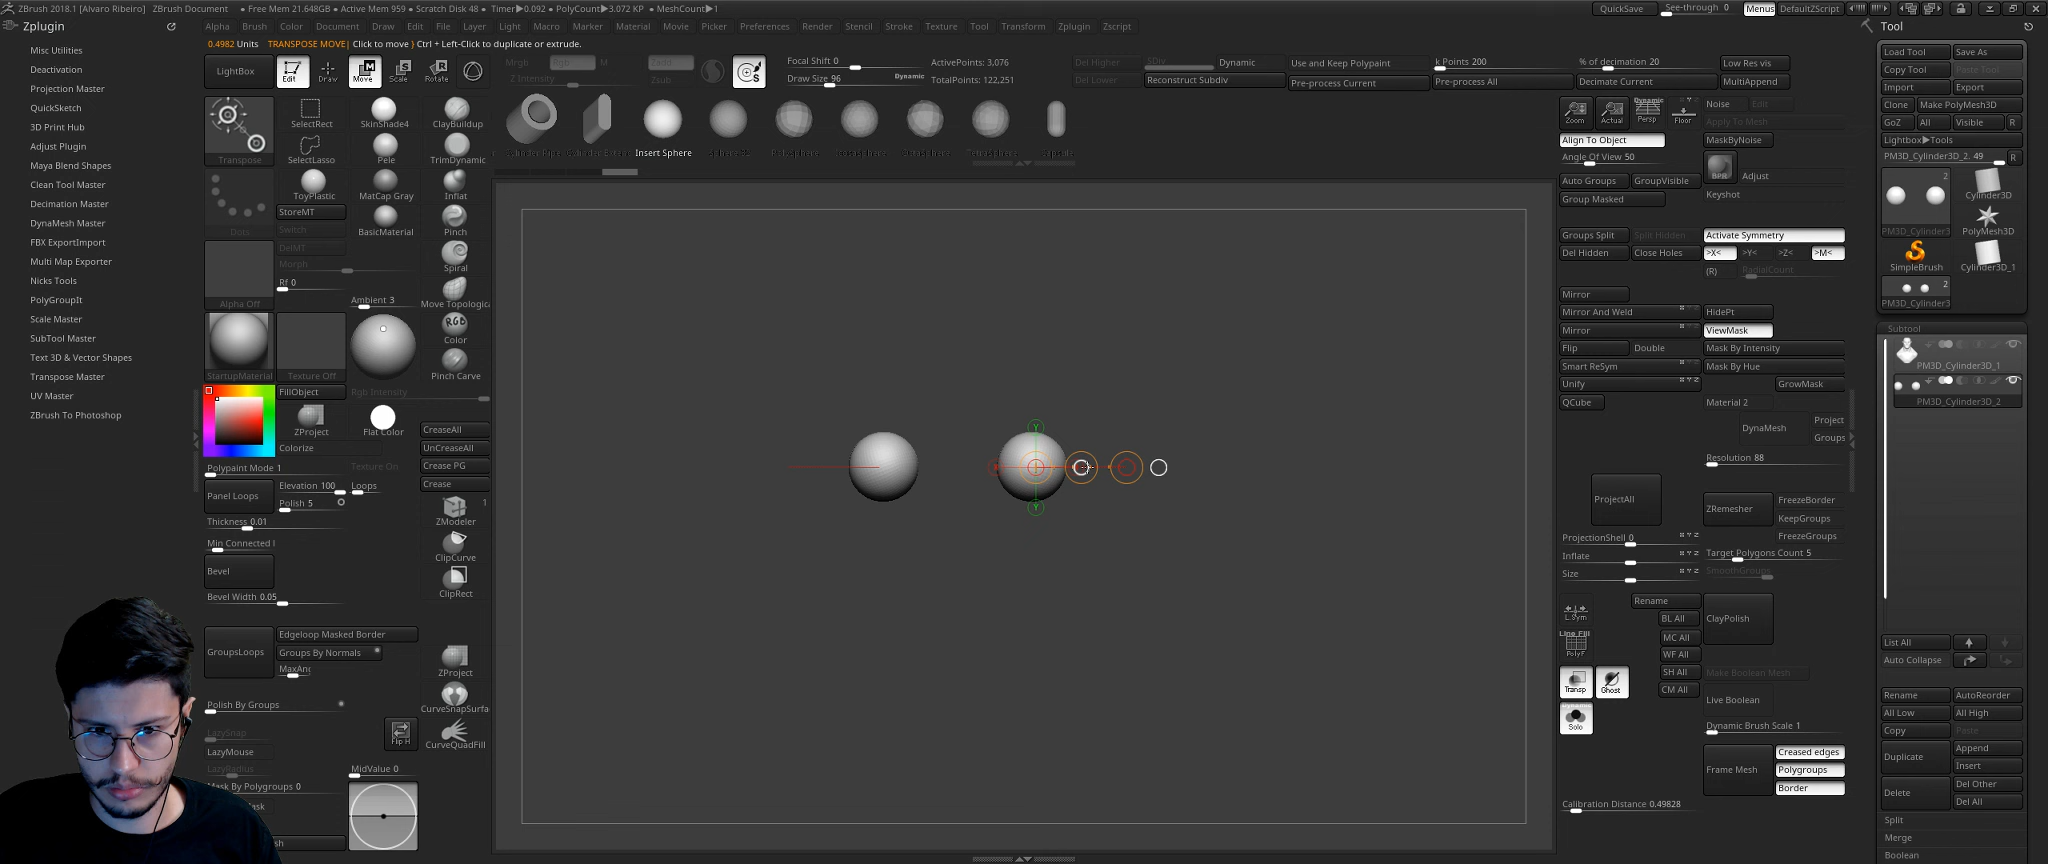 ZBrush 2018.1 [Alvaro Ribeiro] ZBrush Document • Free Mem 21.648GB • Active Mem 959 • Scratch Disk 48 • Timer▶0.092 • PolyCount▶3.072 KP • MeshCount▶1
QuickSave See-through 0 Menus DefaultZScript
Zplugin
Alpha Brush Color Document Draw Edit File Layer Light Macro Marker Material Movie Picker Preferences Render Stencil Stroke Texture Tool Transform Zplugin Zscript
Tool
0.4982 Units TRANSPOSE MOVE| Click to move } Ctrl + Left-Click to duplicate or extrude.
Misc Utilities
Deactivation
Projection Master
QuickSketch
3D Print Hub
Adjust Plugin
Maya Blend Shapes
Clean Tool Master
Decimation Master
DynaMesh Master
FBX ExportImport
Multi Map Exporter
Nicks Tools
PolyGroupIt
Scale Master
SubTool Master
Text 3D & Vector Shapes
Transpose Master
UV Master
ZBrush To Photoshop
LightBox Edit Draw Move Scale Rotate
Mrgb Rgb M
Z Intensity
Zadd
Zsub
Focal Shift 0
Draw Size 96 Dynamic
ActivePoints: 3,076
TotalPoints: 122,251
Del Higher SDiv Dynamic
Del Lower Reconstruct Subdiv
Use and Keep Polypaint k Points 200 % of decimation 20 Low Res vis
Pre-process Current Pre-process All Decimate Current MultiAppend
Transpose SelectRect SkinShade4 ClayBuildup
SelectLasso Pele TrimDynamic
Insert Sphere
Dots ToyPlastic MatCap Gray Inflat
StoreMT
Switch BasicMaterial Pinch
DelMT
Morph Spiral
Rf 0
Alpha Off Ambient 3 Move Topologic
Color
StartupMaterial Texture Off Pinch Curve
FillObject Rgb Intensity
ZProject Flat Color CreaseAll
Colorize UnCreaseAll
Polypaint Mode 1 Texture On Crease PG
Panel Loops Elevation 100 Loops Crease
Polish 5
Thickness 0.01 ZModeler 1
Min Connected
Bevel ClipCurve
Bevel Width 0.05 ClipRect
GroupsLoops Edgeloop Masked Border
Groups By Normals
ZProject
Polish By Groups Flip H CurveSnapSurfa
LazySnap
LazyMouse CurveQuadFill
LazyRadius MidValue 0
Mask By Polygroups 0
Y
Y
Zoom Actual Dynamic Persp Floor
Align To Object
Angle Of View 50
Auto Groups GroupVisible
Group Masked
Groups Split Split Hidden
Del Hidden Close Holes
Mirror
Mirror And Weld
Mirror
Flip Double
Smart ReSym
Unify
QCube
ProjectAll
ProjectionShell 0
Inflate
Size
L.Sym Rename
BL All
Line Fill PolyF MC All
WF All
Transp Ghost SH All
CM All
Solo
Noise Edit
Apply To Mesh
MaskByNoise
BPR Adjust
Keyshot
Activate Symmetry
>X< >Y< >Z< >M<
(R) RadialCount
HidePt
ViewMask
Mask By Intensity
Mask By Hue
GrowMask
Material 2
DynaMesh Project
Groups
Resolution 88
ZRemesher FreezeBorder
KeepGroups
FreezeGroups
Target Polygons Count 5
SmoothGroups
ClayPolish
Make Boolean Mesh
Live Boolean
Dynamic Brush Scale 1
Frame Mesh Creased edges
Polygroups
Border
Calibration Distance 0.49828
Load Tool Save As
Copy Tool Paste Tool
Import Export
Clone Make PolyMesh3D
GoZ All Visible R
Lightbox▶Tools
PM3D_Cylinder3D_2. 49 R
2 Cylinder3D
PM3D_Cylinder3 PolyMesh3D
SimpleBrush Cylinder3D_1
2
PM3D_Cylinder3
Subtool
PM3D_Cylinder3D_1
PM3D_Cylinder3D_2
List All
Auto Collapse
Rename AutoReorder
All Low All High
Copy Paste
Duplicate Append
Insert
Delete Del Other
Del All
Split
Merge
Boolean